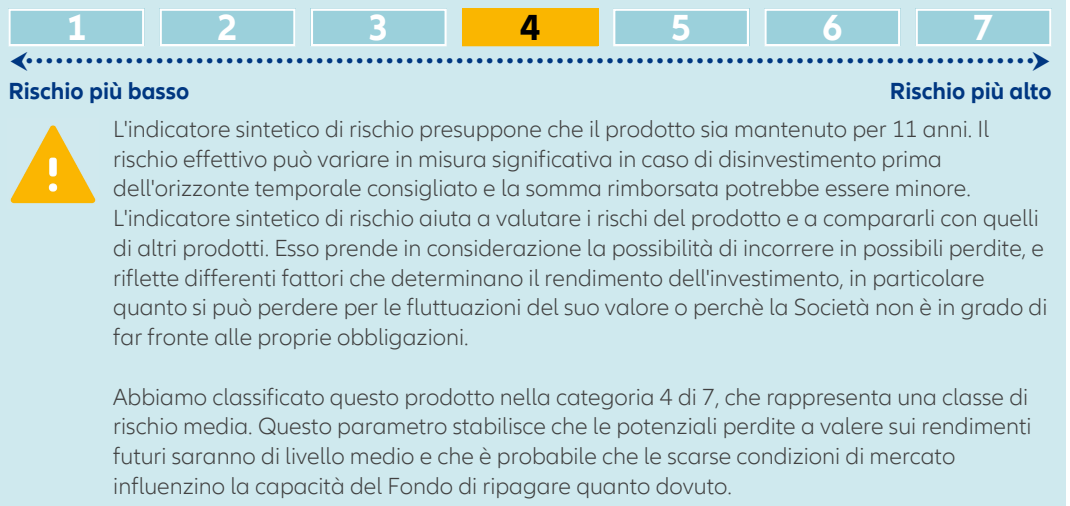 1 2 3 4 5 6 7
Rischio più basso Rischio più alto
L'indicatore sintetico di rischio presuppone che il prodotto sia mantenuto per 11 anni. Il
rischio effettivo può variare in misura significativa in caso di disinvestimento prima
dell'orizzonte temporale consigliato e la somma rimborsata potrebbe essere minore.
L'indicatore sintetico di rischio aiuta a valutare i rischi del prodotto e a compararli con quelli
di altri prodotti. Esso prende in considerazione la possibilità di incorrere in possibili perdite, e
riflette differenti fattori che determinano il rendimento dell'investimento, in particolare
quanto si può perdere per le fluttuazioni del suo valore o perchè la Società non è in grado di
far fronte alle proprie obbligazioni.
Abbiamo classificato questo prodotto nella categoria 4 di 7, che rappresenta una classe di
rischio media. Questo parametro stabilisce che le potenziali perdite a valere sui rendimenti
futuri saranno di livello medio e che è probabile che le scarse condizioni di mercato
influenzino la capacità del Fondo di ripagare quanto dovuto.